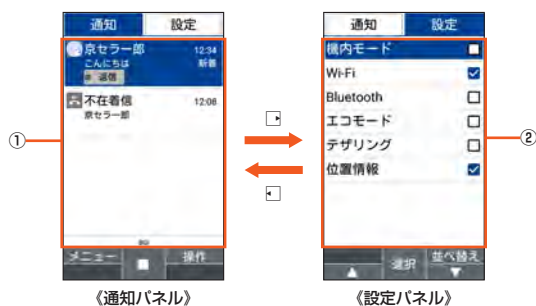 通知 設定
京セラ一郎 12:34
こんにちは 新着
返信
不在着信 12:08
京セラ一郎
メニュー 操作
①
通知 設定
機内モード
Wi-Fi
Bluetooth
エコモード
テザリング
位置情報
選択 並べ替え
②
《通知パネル》 《設定パネル》